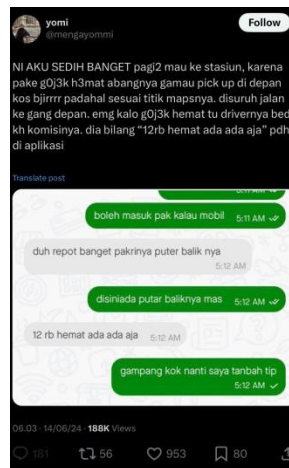 yomi
@mengayommi
Follow
NI AKU SEDIH BANGET pagi2 mau ke stasiun, karena
pake g0j3k h3mat abangnya gamau pick up di depan
kos bjirrrr padahal sesuai titik mapsnya. disuruh jalan
ke gang depan. emg kalo g0j3k hemat tu drivernya bed
kh komisinya. dia bilang “12rb hemat ada ada aja” pdh
di aplikasi
Translate post
boleh masuk pak kalau mobil 5:11 AM
duh repot banget pakrinya puter balik nya
5:12 AM
disiniada putar baliknya mas 5:12 AM
12 rb hemat ada ada aja 5:12 AM
gampang kok nanti saya tanbah tip
5:12 AM
06.03 · 14/06/24 · 188K Views
181 56 953 80